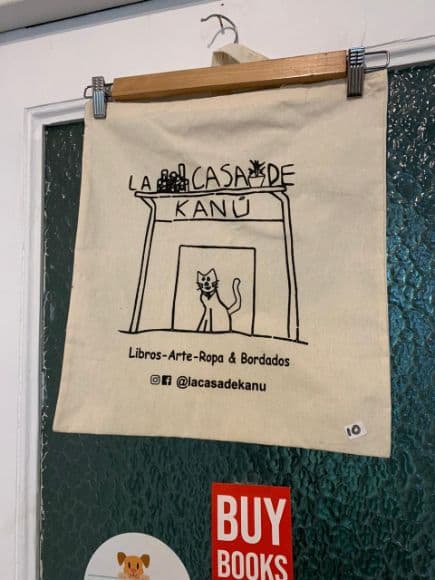 LA CASA DE
KANÚ
Libros-Arte-Ropa & Bordados
@lacasadekanu
10
BUY
BOOKS